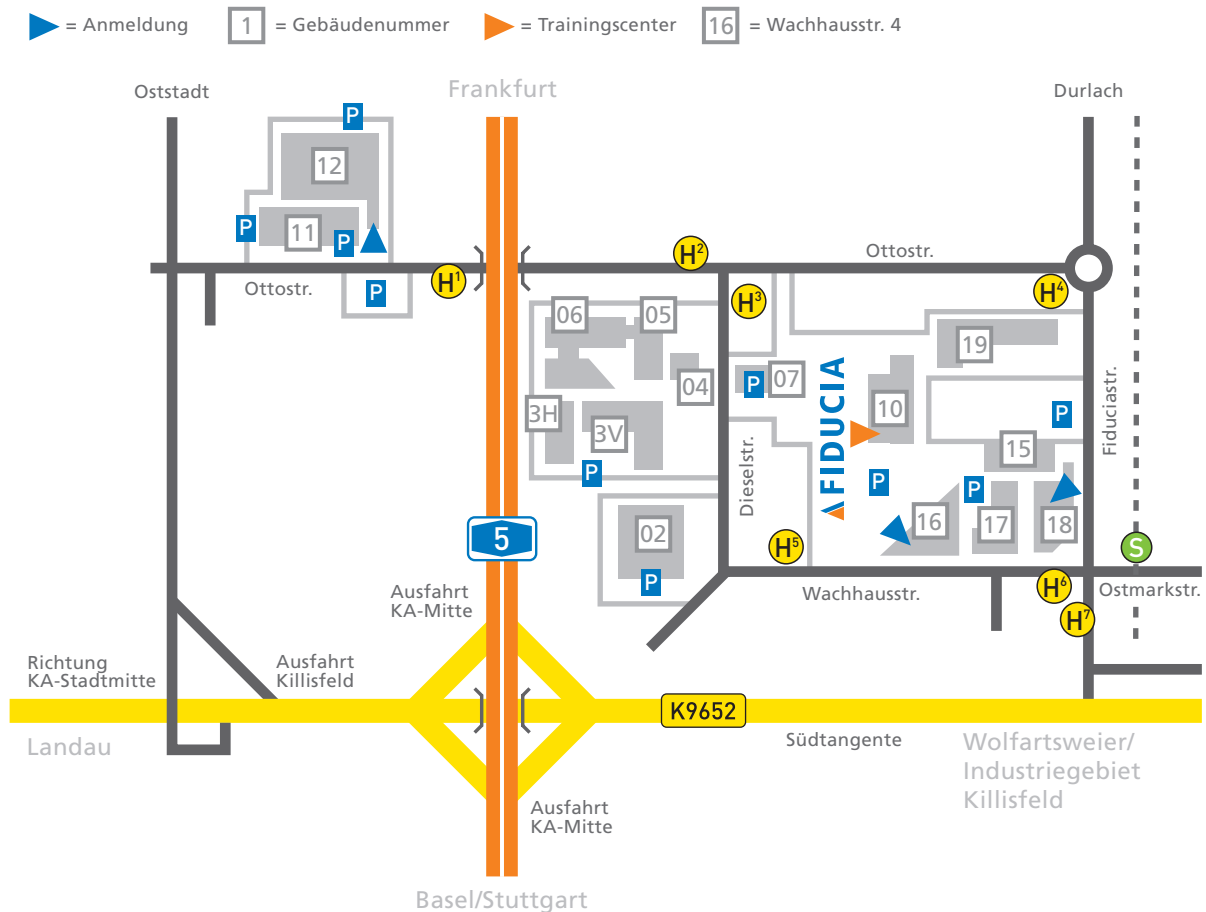 = Anmeldung
1 = Gebäudenummer
= Trainingscenter
16 = Wachhausstr. 4
Oststadt
Frankfurt
Durlach
P
12
P
11
P
Ottostr.
P
H1
H2
Ottostr.
H3
H4
06
05
04
3H
3V
P
07
P
19
10
FIDUCIA
Dieselstr.
Fiduciastr.
P
15
P
P
16
17
18
02
P
5
H5
S
Ausfahrt
KA-Mitte
Wachhausstr.
H6
Ostmarkstr.
H7
Richtung
KA-Stadtmitte
Ausfahrt
Killisfeld
K9652
Landau
Südtangente
Wolfartsweier/
Industriegebiet
Killisfeld
Ausfahrt
KA-Mitte
Basel/Stuttgart